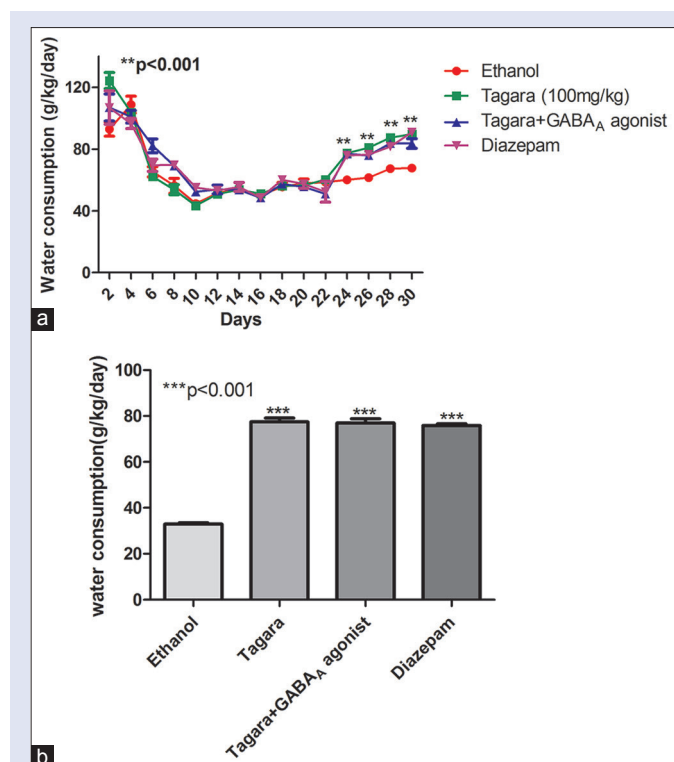 **p<0.001
Water consumption (g/kg/day)
120
80
40
0
** ** ** **
2 4 6 8 10 12 14 16 18 20 22 24 26 28 30
Days
Ethanol
Tagara (100mg/kg)
Tagara+GABAA agonist
Diazepam
a
water consumption(g/kg/day)
100
80
60
40
20
0
***p<0.001
*** *** ***
Ethanol
Tagara
Tagara+GABAA agonist
Diazepam
b